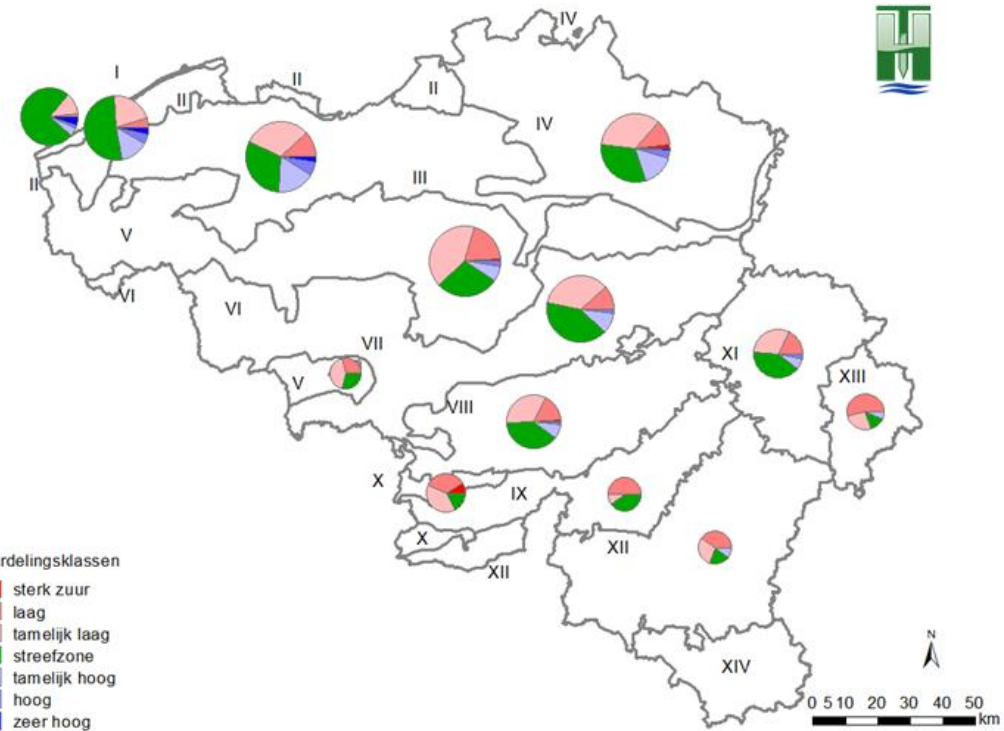 IV
I
II
II
II
IV
II
III
V
VI
VI
VII
XI
V
XIII
VIII
X
IX
X
XII
XII
XIV
rdelingsklassen
sterk zuur
laag
tamelijk laag
streefzone
tamelijk hoog
hoog
zeer hoog
N
0 5 10 20 30 40 50
km